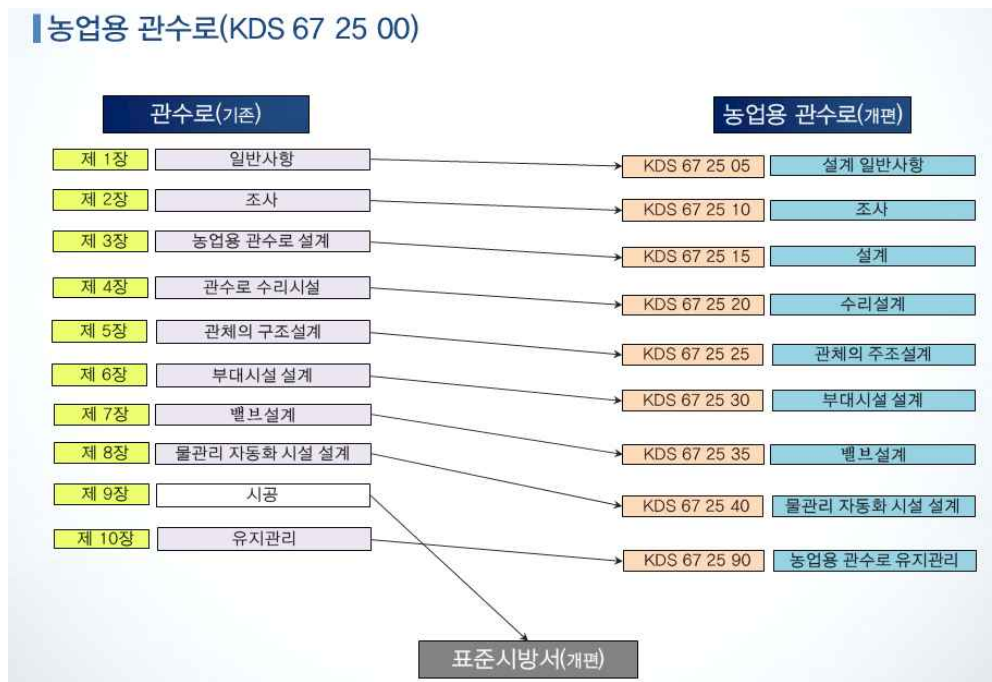 농업용 관수로(KDS 67 25 00)
관수로(기존)
농업용 관수로(개편)
제 1장 일반사항
KDS 67 25 05 설계 일반사항
제 2장 조사
KDS 67 25 10 조사
제 3장 농업용 관수로 설계
KDS 67 25 15 설계
제 4장 관수로 수리시설
KDS 67 25 20 수리설계
제 5장 관체의 구조설계
KDS 67 25 25 관체의 주조설계
제 6장 부대시설 설계
KDS 67 25 30 부대시설 설계
제 7장 밸브설계
KDS 67 25 35 밸브설계
제 8장 물관리 자동화 시설 설계
KDS 67 25 40 물관리 자동화 시설 설계
제 9장 시공
제 10장 유지관리
KDS 67 25 90 농업용 관수로 유지관리
표준시방서(개편)